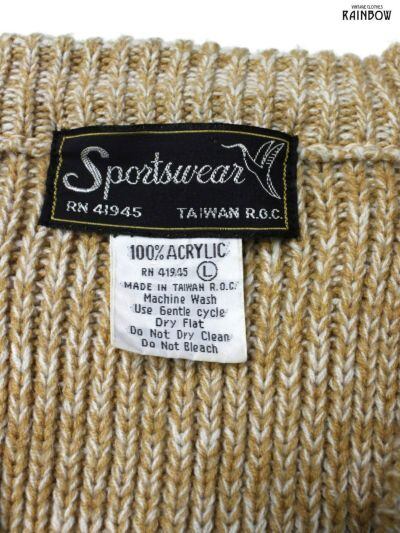 VINTAGE CLOTHES
RAINBOW
Sportswear
RN 41945 TAIWAN R.O.C.
100% ACRYLIC
RN 41945 L
MADE IN TAIWAN R.O.C.
Machine Wash
Use Gentle cycle
Dry Flat
Do Not Dry Clean
Do Not Bleach